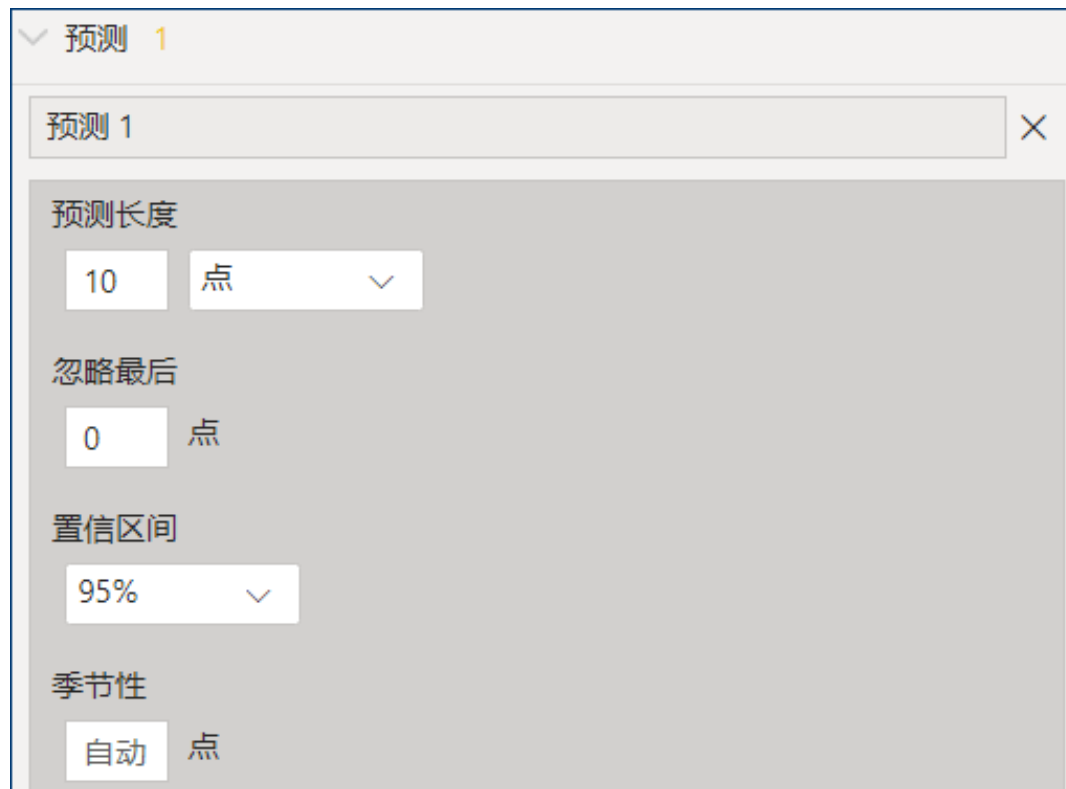 预测 1
预测 1
预测长度
10 点
忽略最后
0 点
置信区间
95%
季节性
自动 点